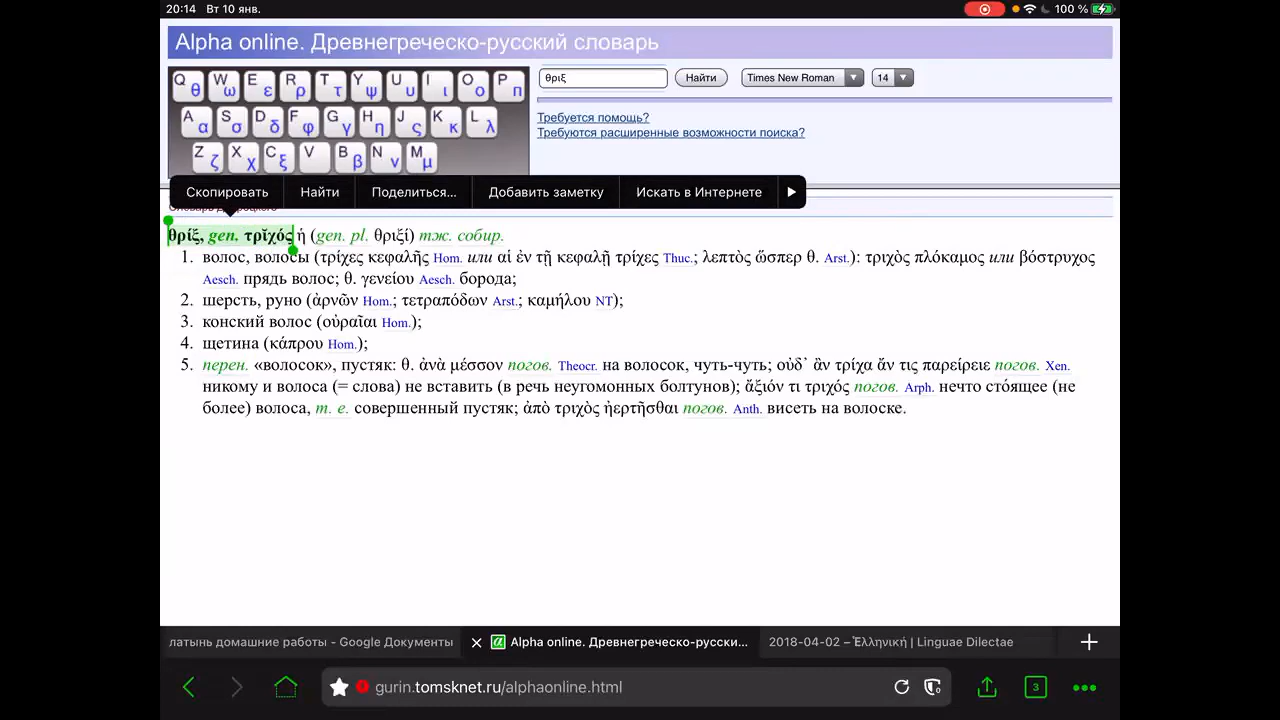 20:14 Вт 10 янв. 100 %
Alpha online. Древнегреческо-русский словарь
Q θ W ω E ε R ρ T τ Y ψ U υ I ι O ο P π
A α S σ D δ F φ G γ H η J ς K κ L λ
Z ζ X χ C ξ V B β N ν M μ
θριξ Найти Times New Roman 14
Требуется помощь?
Требуются расширенные возможности поиска?
Скопировать Найти Поделиться... Добавить заметку Искать в Интернете
θρίξ, gen. τρῐχός ἡ (gen. pl. θριξί) тж. собир.
1. волос, волосы (τρίχες κεφαλῆς Hom. или αἱ ἐν τῇ κεφαλῇ τρίχες Thuc.; λεπτὸς ὥσπερ θ. Arst.): τριχὸς πλόκαμος или βόστρυχος
Aesch. прядь волос; θ. γενείου Aesch. борода;
2. шерсть, руно (ἀρνῶν Hom.; τετραπόδων Arst.; καμήλου NT);
3. конский волос (οὐραῖαι Hom.);
4. щетина (κάπρου Hom.);
5. перен. «волосок», пустяк: θ. ἀνὰ μέσσον погов. Theocr. на волосок, чуть-чуть; οὐδ᾽ ἂν τρίχα ἄν τις παρείρειε погов. Xen.
никому и волоса (= слова) не вставить (в речь неугомонных болтунов); ἄξιόν τι τριχός погов. Arph. нечто сто́ящее (не
более) волоса, т. е. совершенный пустяк; ἀπὸ τριχὸς ἠερτῆσθαι погов. Anth. висеть на волоске.
латынь домашние работы - Google Документы Alpha online. Древнегреческо-русски... 2018-04-02 – Ἑλληνική | Linguae Dilectae
gurin.tomsknet.ru/alphaonline.html 0 3